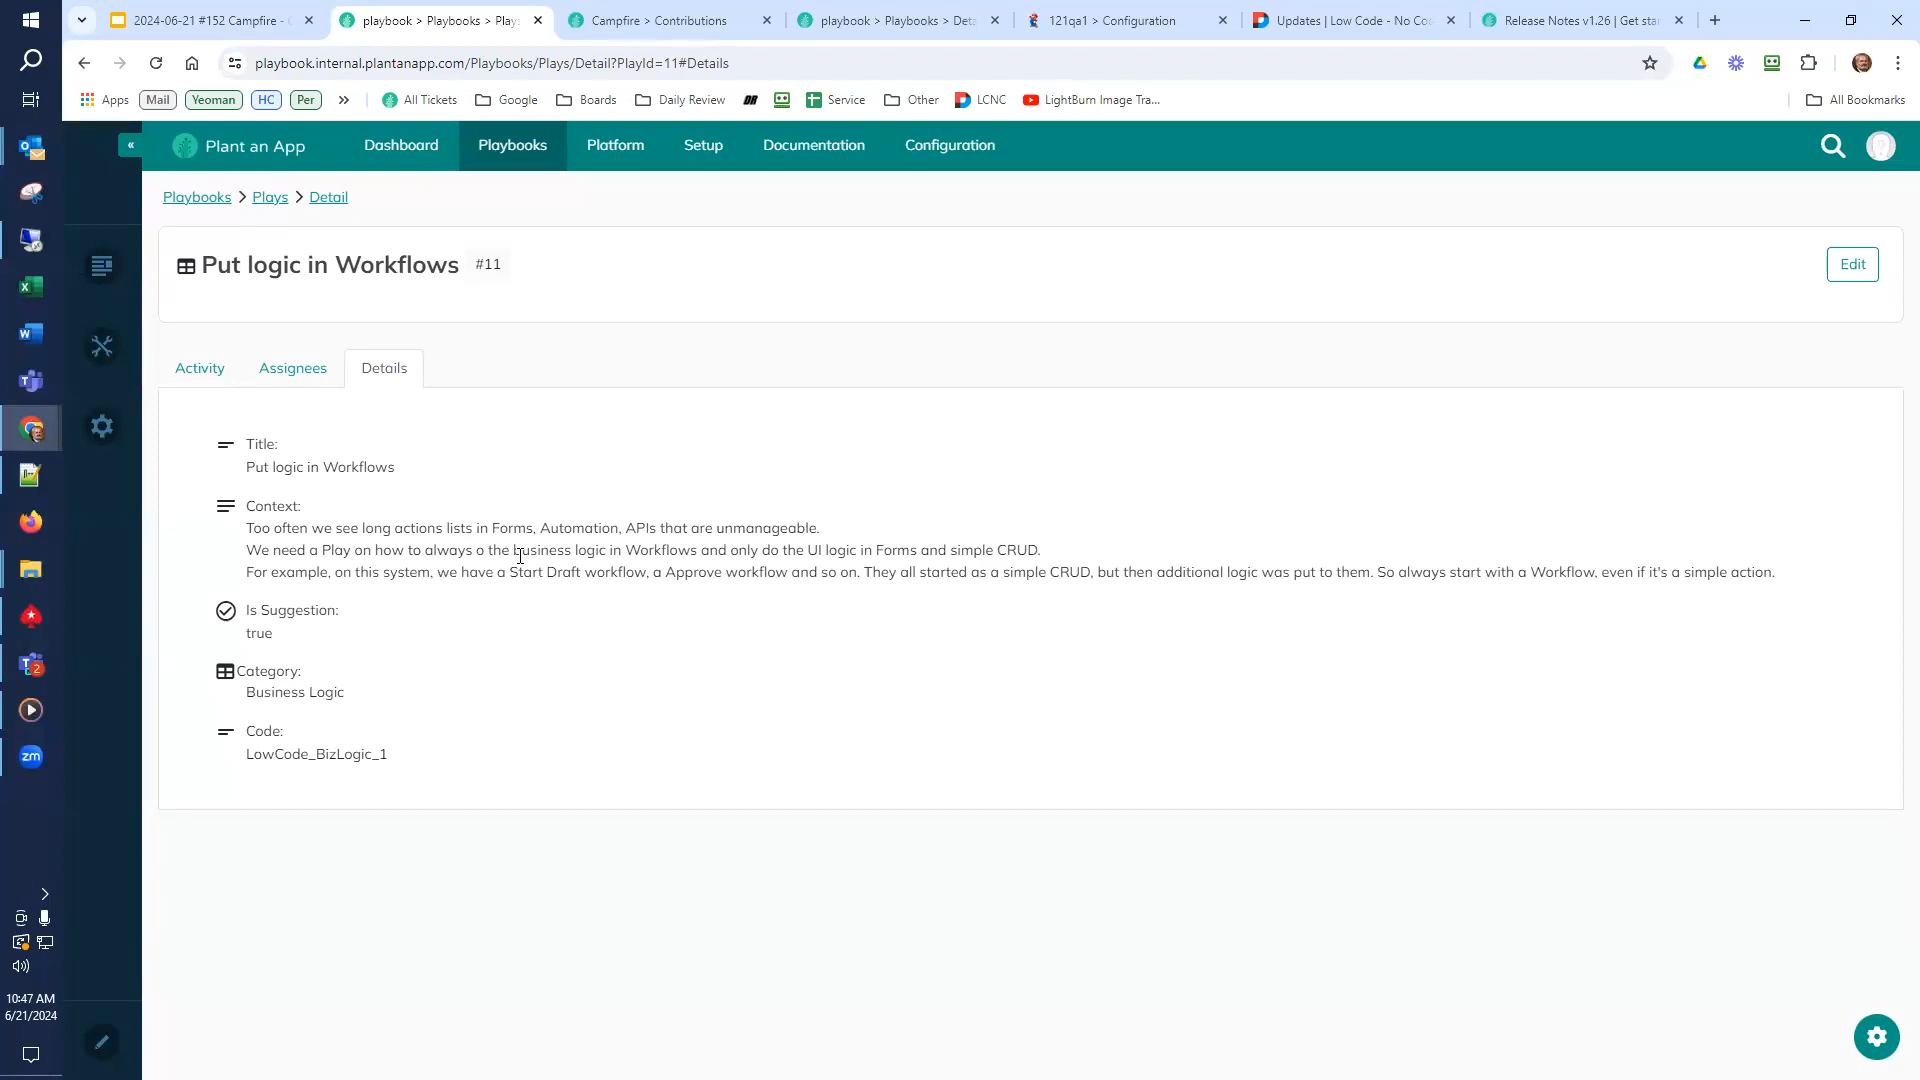 2024-06-21 #152 Campfire -
playbook > Playbooks > Plays
Campfire > Contributions
playbook > Playbooks > Deta
121qa1 > Configuration
Updates | Low Code - No Co
Release Notes v1.26 | Get sta
playbook.internal.plantanapp.com/Playbooks/Plays/Detail?PlayId=11#Details
Apps
Mail
Yeoman
HC
Per
All Tickets
Google
Boards
Daily Review
Service
Other
LCNC
LightBurn Image Tra...
All Bookmarks
Plant an App
Dashboard
Playbooks
Platform
Setup
Documentation
Configuration
Playbooks > Plays > Detail
Put logic in Workflows #11
Edit
Activity
Assignees
Details
Title:
Put logic in Workflows
Context:
Too often we see long actions lists in Forms, Automation, APIs that are unmanageable.
We need a Play on how to always o the business logic in Workflows and only do the UI logic in Forms and simple CRUD.
For example, on this system, we have a Start Draft workflow, a Approve workflow and so on. They all started as a simple CRUD, but then additional logic was put to them. So always start with a Workflow, even if it's a simple action.
Is Suggestion:
true
Category:
Business Logic
Code:
LowCode_BizLogic_1
2
zm
10:47 AM
6/21/2024